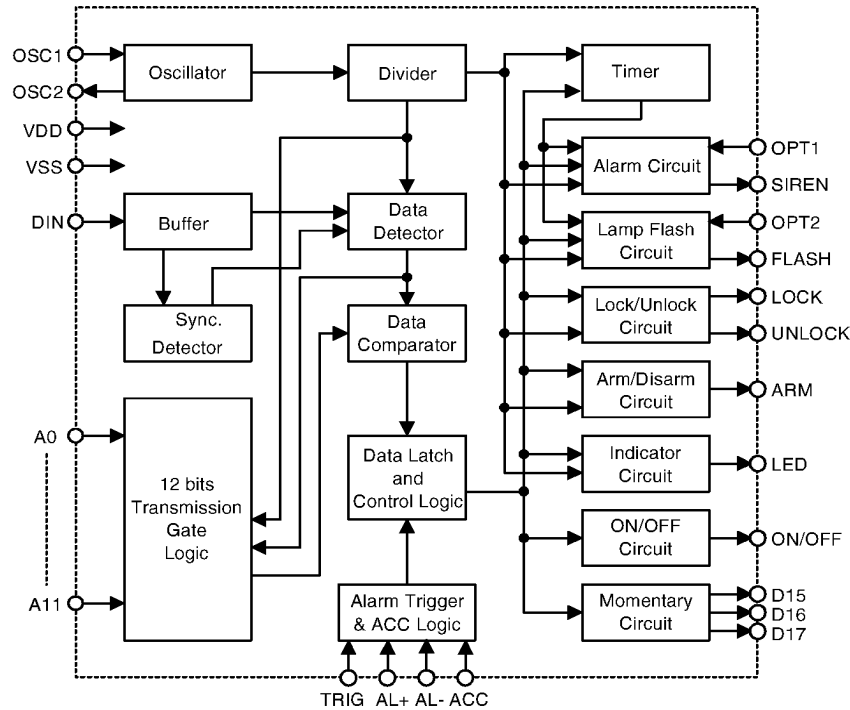 OSC1
OSC2
VDD
VSS
DIN
A0
A11
Oscillator
Divider
Timer
Buffer
Data
Detector
Sync.
Detector
Data
Comparator
12 bits
Transmission
Gate
Logic
Data Latch
and
Control Logic
Alarm Trigger
& ACC Logic
Alarm Circuit
Lamp Flash
Circuit
Lock/Unlock
Circuit
Arm/Disarm
Circuit
Indicator
Circuit
ON/OFF
Circuit
Momentary
Circuit
OPT1
SIREN
OPT2
FLASH
LOCK
UNLOCK
ARM
LED
ON/OFF
D15
D16
D17
TRIG AL+ AL- ACC